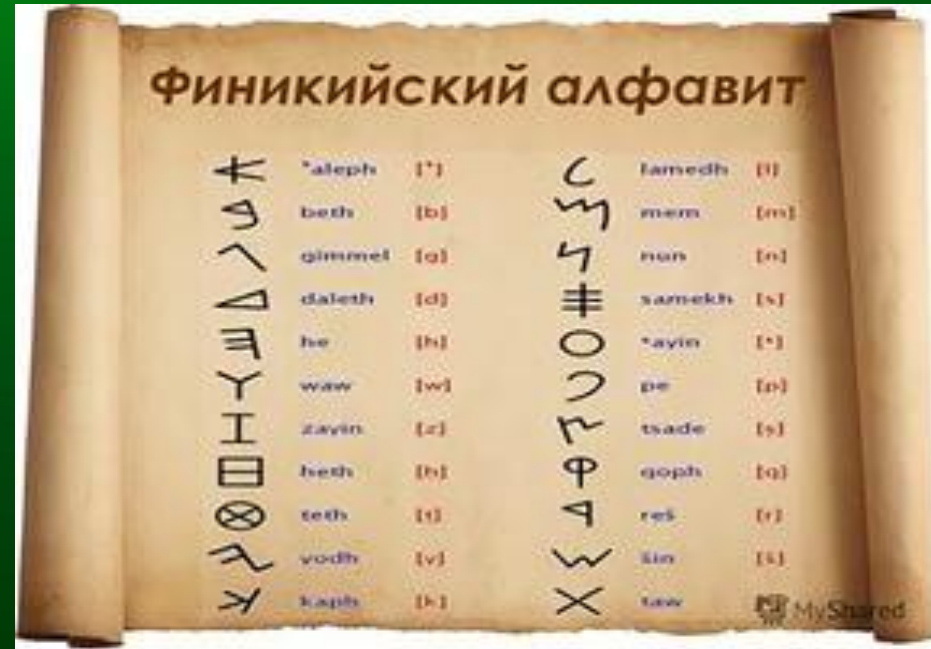 Финикийский алфавит
𐤀 'aleph [']
𐤁 beth [b]
𐤂 gimmel [g]
𐤃 daleth [d]
𐤄 he [h]
𐤅 waw [w]
𐤆 zayin [z]
𐤇 heth [h]
𐤈 teth [t]
𐤉 yodh [y]
𐤊 kaph [k]
𐤋 lamedh [l]
𐤌 mem [m]
𐤍 nun [n]
𐤎 samekh [s]
𐤏 ʿayin [ʿ]
𐤐 pe [p]
𐤑 tsade [s]
𐤒 qoph [q]
𐤓 reš [r]
𐤔 šin [š]
𐤕 taw
MyShared